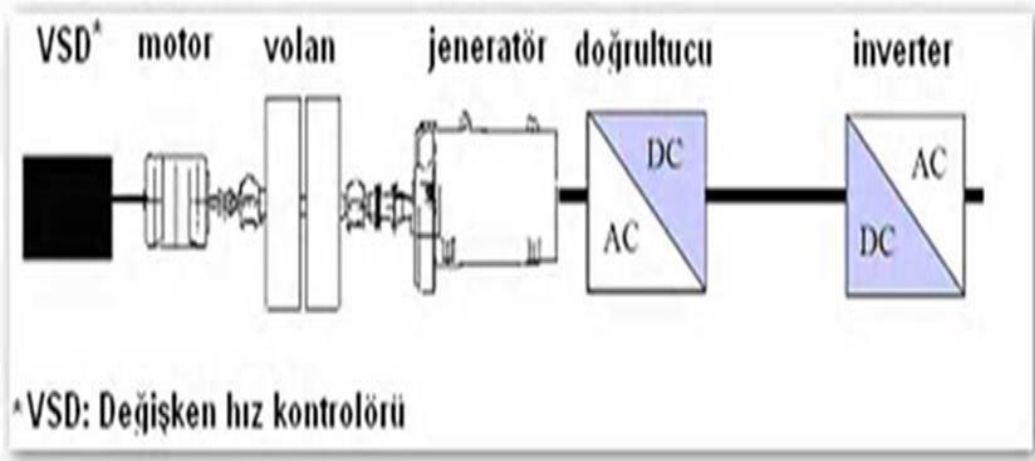 VSD* motor volan jeneratör doğrultucu inverter
DC AC
AC DC
*VSD: Değişken hız kontrolörü